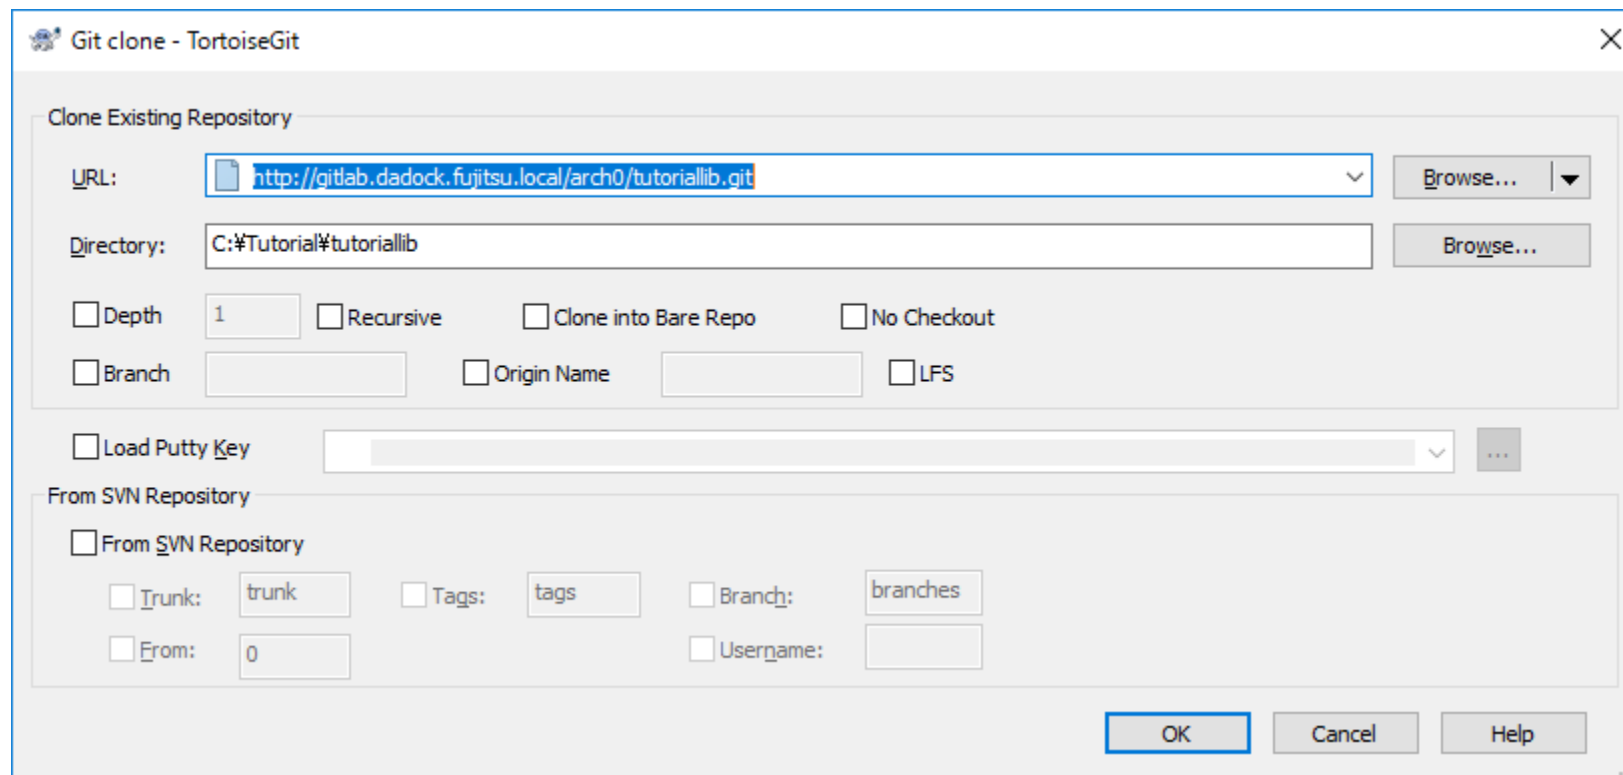 Git clone - TortoiseGit
Clone Existing Repository
URL: http://gitlab.dadock.fujitsu.local/arch0/tutoriallib.git Browse...
Directory: C:¥Tutorial¥tutoriallib Browse...
Depth 1 Recursive Clone into Bare Repo No Checkout
Branch Origin Name LFS
Load Putty Key ...
From SVN Repository
From SVN Repository
Trunk: trunk Tags: tags Branch: branches
From: 0 Username:
OK Cancel Help